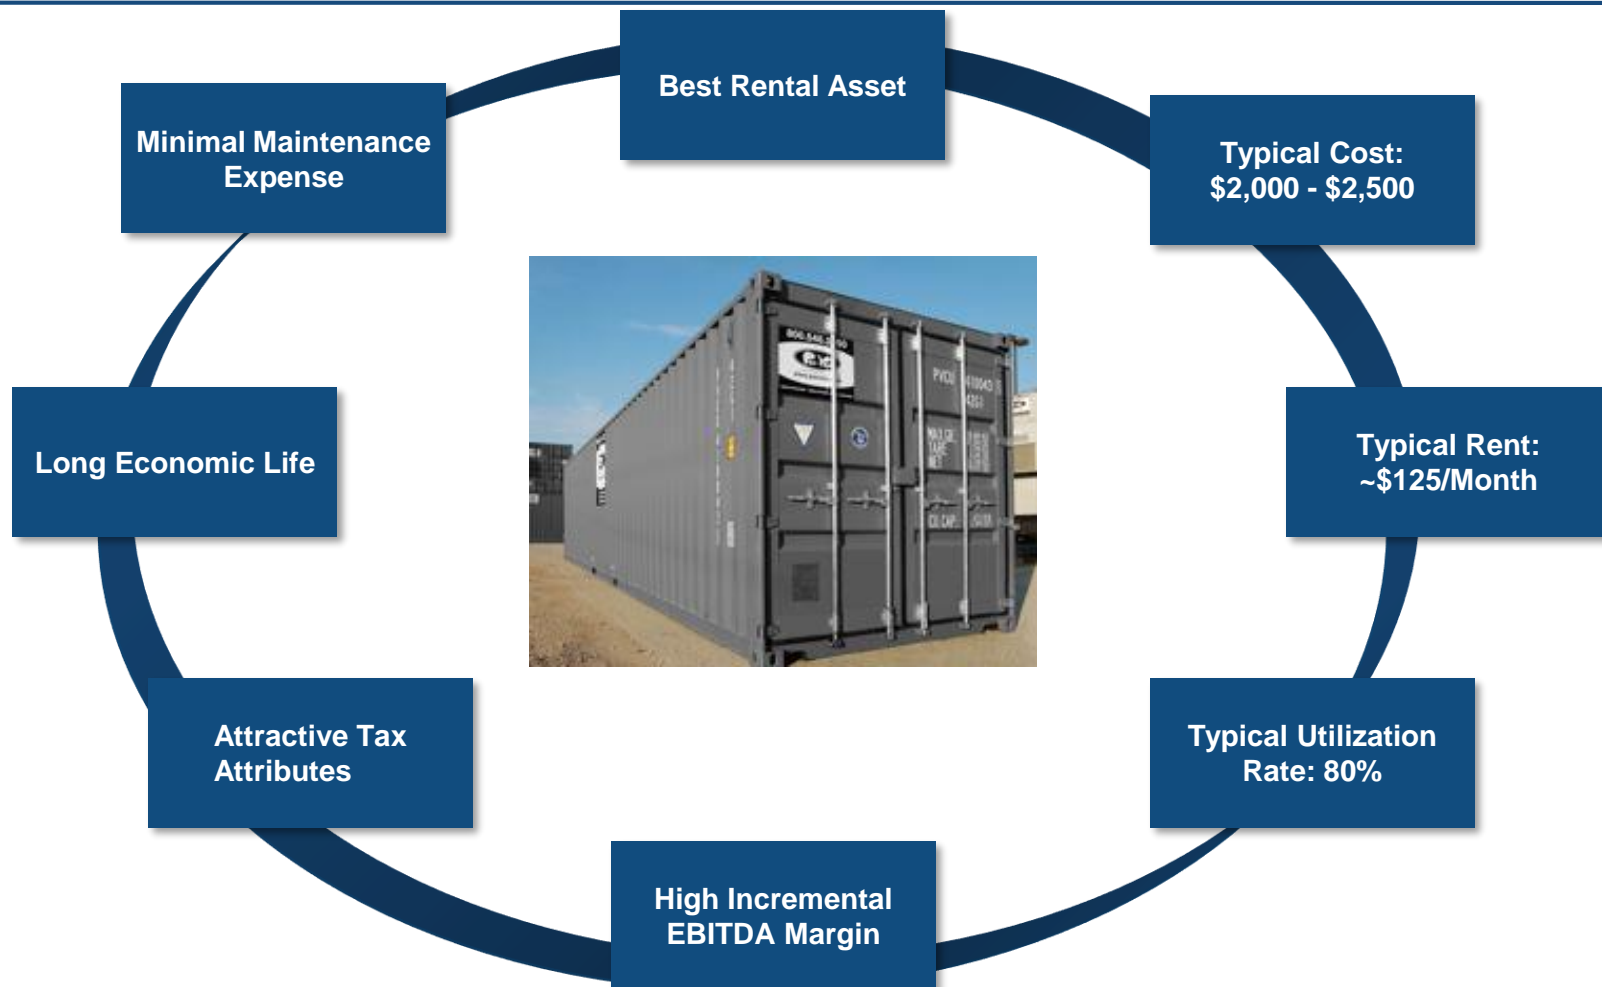 Best Rental Asset
Typical Cost:
$2,000 - $2,500
Typical Rent:
~$125/Month
Typical Utilization
Rate: 80%
High Incremental
EBITDA Margin
Attractive Tax
Attributes
Long Economic Life
Minimal Maintenance
Expense